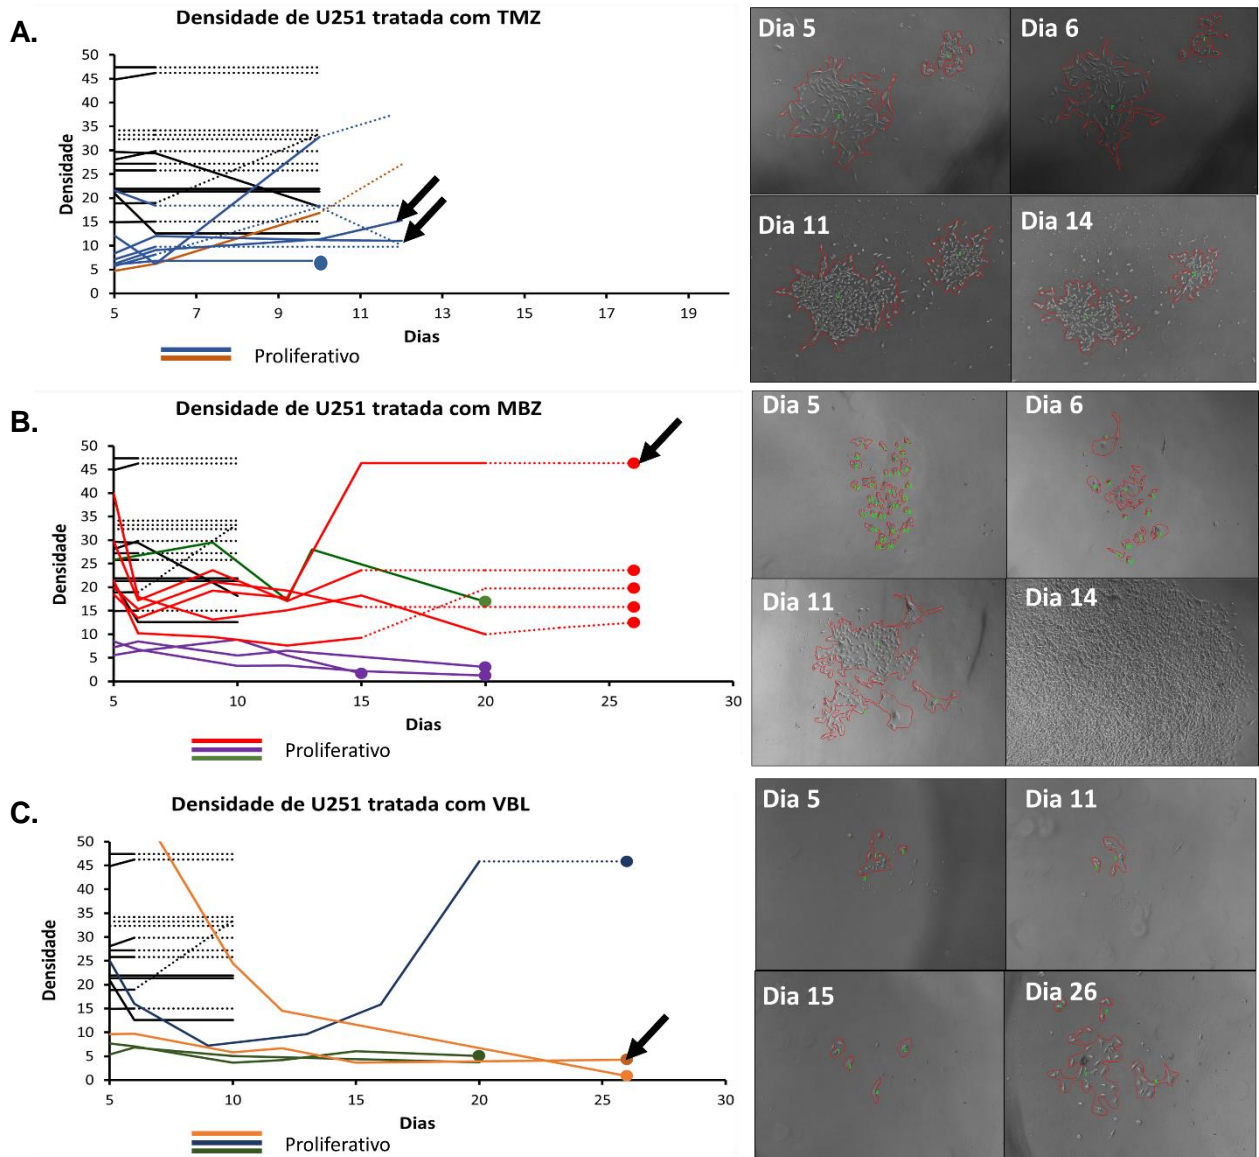 A.
Densidade de U251 tratada com TMZ
50
45
40
35
30
25
20
15
10
5
0
Densidade
5 7 9 11 13 15 17 19
Dias
Proliferativo
Dia 5
Dia 6
Dia 11
Dia 14
B.
Densidade de U251 tratada com MBZ
50
45
40
35
30
25
20
15
10
5
0
Densidade
5 10 15 20 25 30
Dias
Proliferativo
Dia 5
Dia 6
Dia 11
Dia 14
C.
Densidade de U251 tratada com VBL
50
45
40
35
30
25
20
15
10
5
0
Densidade
5 10 15 20 25 30
Dias
Proliferativo
Dia 5
Dia 11
Dia 15
Dia 26